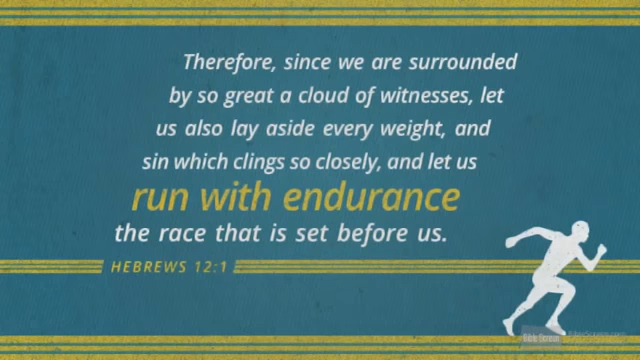 Therefore, since we are surrounded
by so great a cloud of witnesses, let
us also lay aside every weight, and
sin which clings so closely, and let us
run with endurance
the race that is set before us.
HEBREWS 12:1
Bible Screen